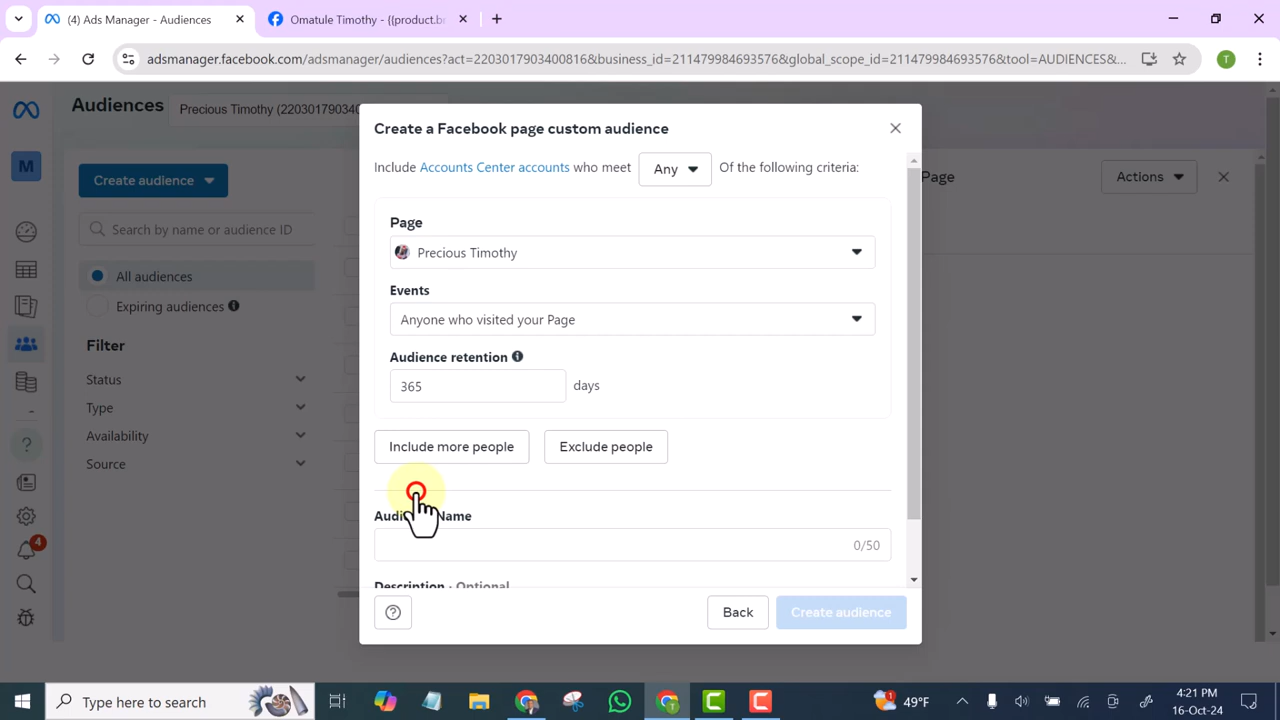 (4) Ads Manager - Audiences
Omatule Timothy - {{product.br
adsmanager.facebook.com/adsmanager/audiences?act=2203017903400816&business_id=2114799846935768&global_scope_id=2114799846935768&tool=AUDIENCES&...
T
Audiences
Precious Timothy (220301790340
M
Create audience
Search by name or audience ID
All audiences
Expiring audiences
Filter
Status
Type
Availability
Source
Page
Actions
Create a Facebook page custom audience
Include Accounts Center accounts who meet Any Of the following criteria:
Page
Precious Timothy
Events
Anyone who visited your Page
Audience retention
365 days
Include more people
Exclude people
Name
0/50
Description · Optional
Back
Create audience
4
Type here to search
49°F
4:21 PM
16-Oct-24